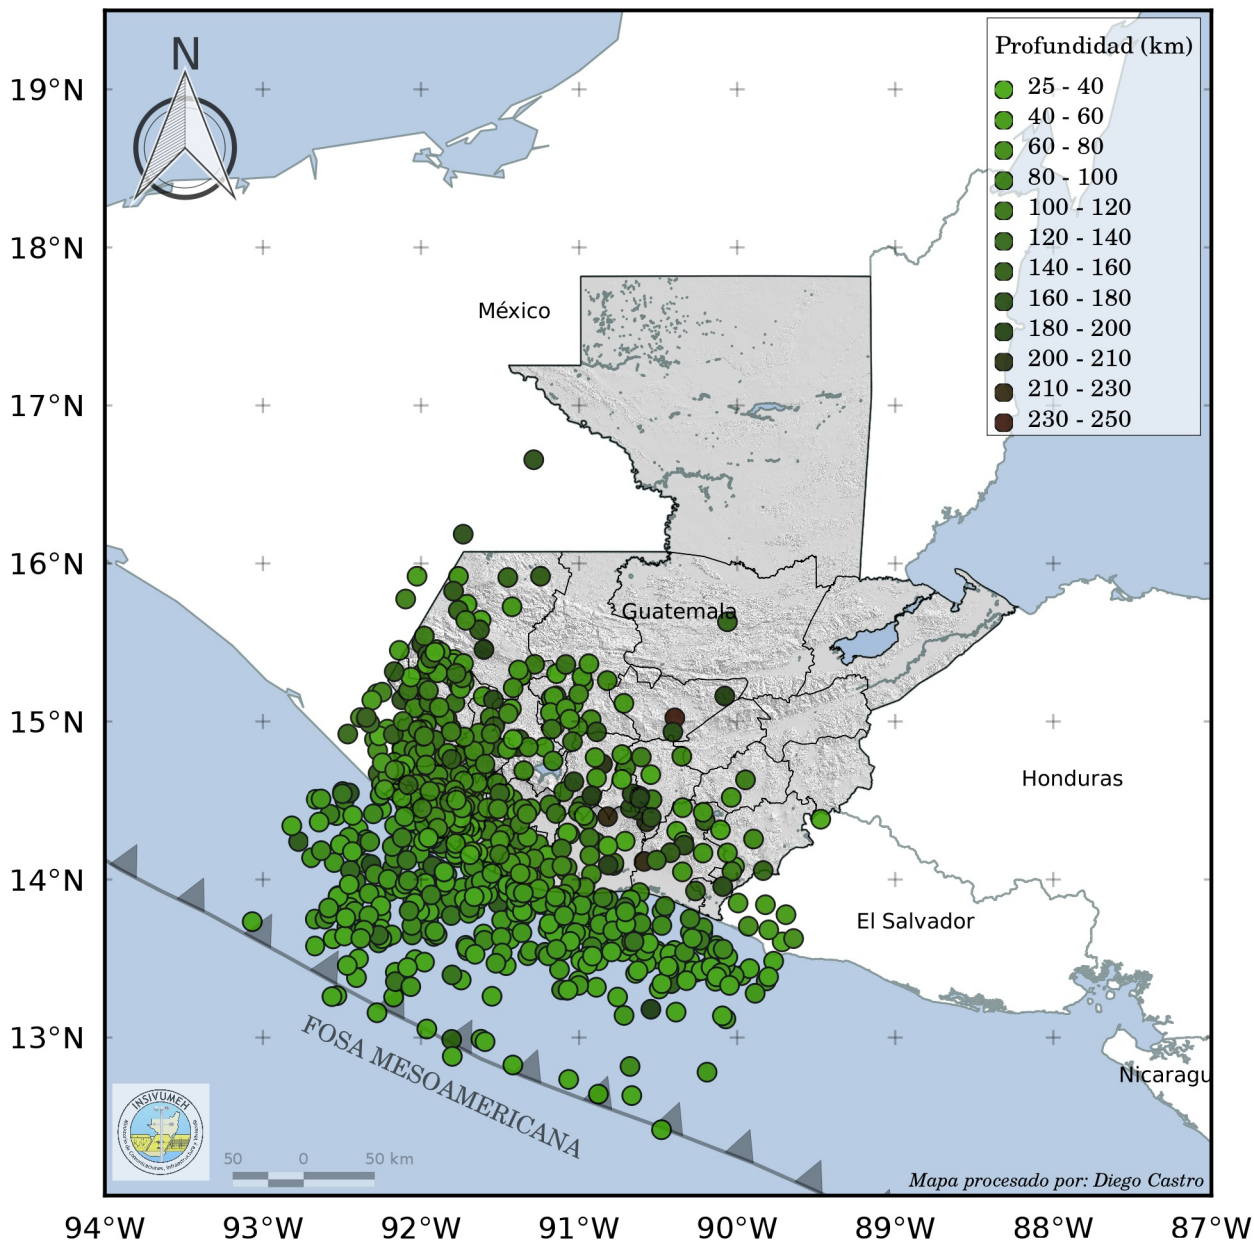 N
Profundidad (km)
25 - 40
40 - 60
60 - 80
80 - 100
100 - 120
120 - 140
140 - 160
160 - 180
180 - 200
200 - 210
210 - 230
230 - 250
19°N
18°N
17°N
16°N
15°N
14°N
13°N
México
Guatemala
Honduras
El Salvador
Nicaragu
FOSA MESOAMERICANA
INSIVUMEH
50 0 50 km
Mapa procesado por: Diego Castro
94°W 93°W 92°W 91°W 90°W 89°W 88°W 87°W